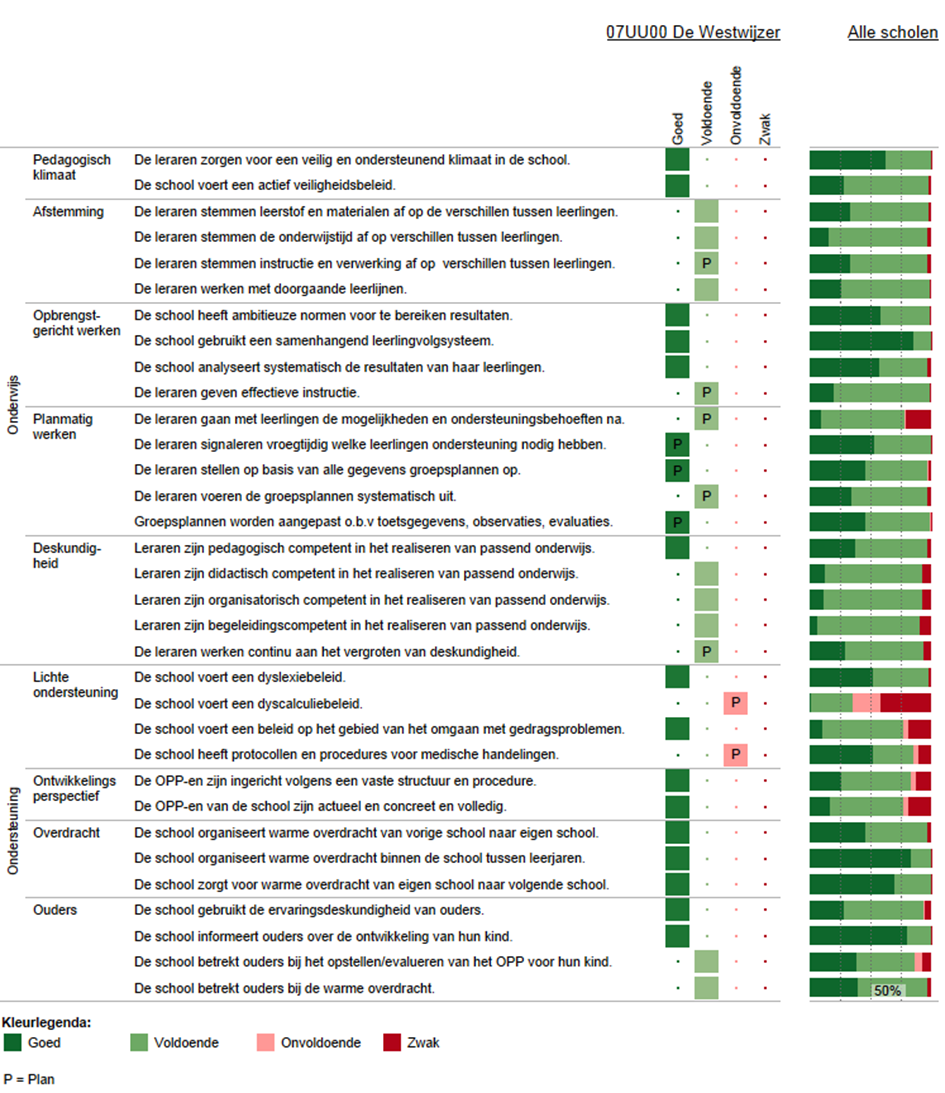 07UU00 De Westwijzer
Alle scholen
Goed
Voldoende
Onvoldoende
Zwak
Onderwijs
Pedagogisch
klimaat
De leraren zorgen voor een veilig en ondersteunend klimaat in de school.
De school voert een actief veiligheidsbeleid.
Afstemming
De leraren stemmen leerstof en materialen af op de verschillen tussen leerlingen.
De leraren stemmen de onderwijstijd af op verschillen tussen leerlingen.
De leraren stemmen instructie en verwerking af op verschillen tussen leerlingen. P
De leraren werken met doorgaande leerlijnen.
Opbrengst-
gericht werken
De school heeft ambitieuze normen voor te bereiken resultaten.
De school gebruikt een samenhangend leerlingvolgsysteem.
De school analyseert systematisch de resultaten van haar leerlingen.
De leraren geven effectieve instructie. P
Planmatig
werken
De leraren gaan met leerlingen de mogelijkheden en ondersteuningsbehoeften na. P
De leraren signaleren vroegtijdig welke leerlingen ondersteuning nodig hebben. P
De leraren stellen op basis van alle gegevens groepsplannen op. P
De leraren voeren de groepsplannen systematisch uit. P
Groepsplannen worden aangepast o.b.v toetsgegevens, observaties, evaluaties. P
Deskundig-
heid
Leraren zijn pedagogisch competent in het realiseren van passend onderwijs.
Leraren zijn didactisch competent in het realiseren van passend onderwijs.
Leraren zijn organisatorisch competent in het realiseren van passend onderwijs.
Leraren zijn begeleidingscompetent in het realiseren van passend onderwijs.
De leraren werken continu aan het vergroten van deskundigheid. P
Ondersteuning
Lichte
ondersteuning
De school voert een dyslexiebeleid.
De school voert een dyscalculiebeleid. P
De school voert een beleid op het gebied van het omgaan met gedragsproblemen.
De school heeft protocollen en procedures voor medische handelingen. P
Ontwikkelings
perspectief
De OPP-en zijn ingericht volgens een vaste structuur en procedure.
De OPP-en van de school zijn actueel en concreet en volledig.
Overdracht
De school organiseert warme overdracht van vorige school naar eigen school.
De school organiseert warme overdracht binnen de school tussen leerjaren.
De school zorgt voor warme overdracht van eigen school naar volgende school.
Ouders
De school gebruikt de ervaringsdeskundigheid van ouders.
De school informeert ouders over de ontwikkeling van hun kind.
De school betrekt ouders bij het opstellen/evalueren van het OPP voor hun kind.
De school betrekt ouders bij de warme overdracht.
50%
Kleurlegenda:
Goed
Voldoende
Onvoldoende
Zwak
P = Plan